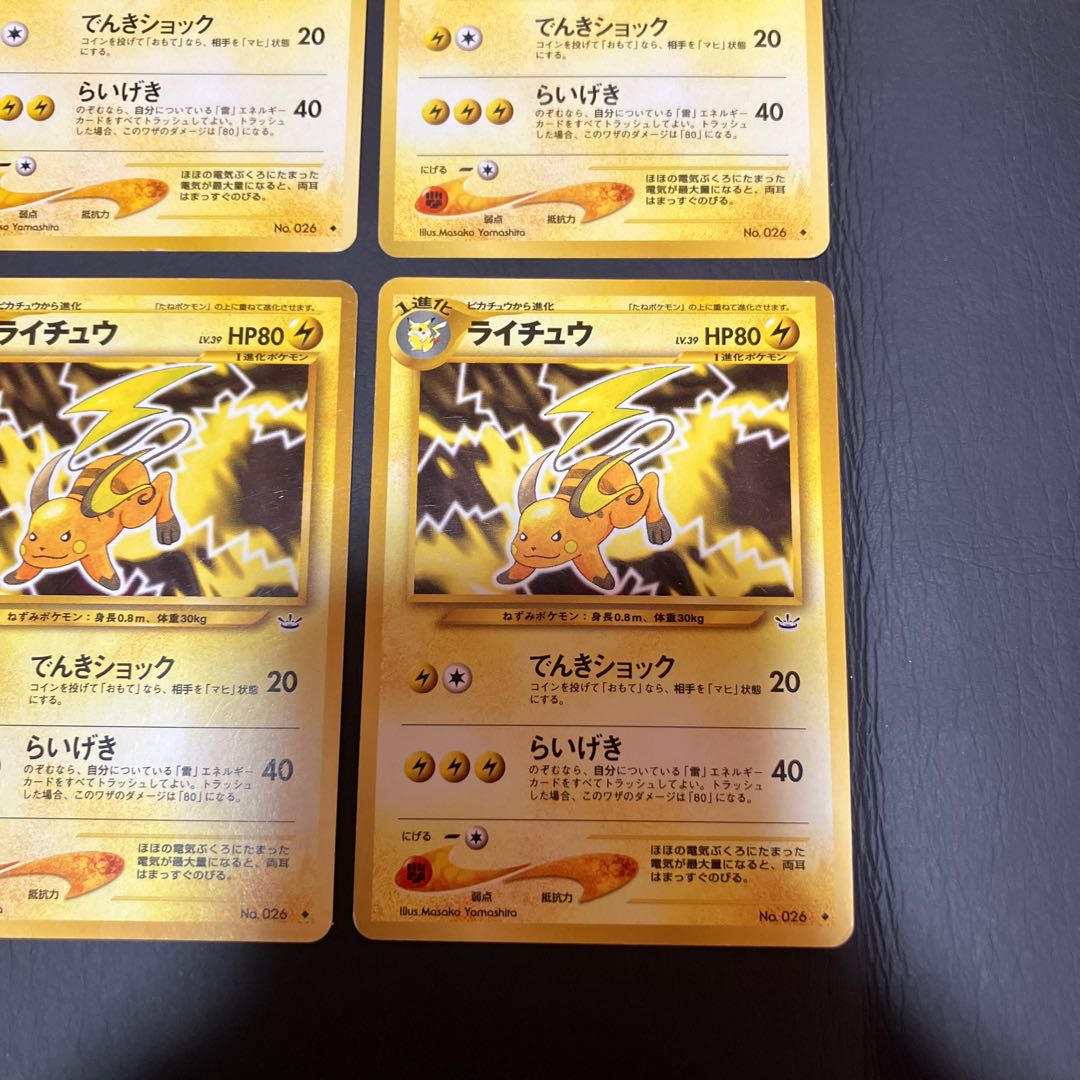 でんきショック 20
コインを投げて「おもて」なら、相手を「マヒ」状態
にする。
らいげき 40
のぞむなら、自分についている「雷」エネルギー
カードをすべてトラッシュしてよい。トラッシュ
した場合、このワザのダメージは「80」になる。
ほほの電気ぶくろにたまった
電気が最大量になると、両耳
はまっすぐのびる。
弱点 抵抗力
ko Yamashita No. 026
でんきショック 20
コインを投げて「おもて」なら、相手を「マヒ」状態
にする。
らいげき 40
のぞむなら、自分についている「雷」エネルギー
カードをすべてトラッシュしてよい。トラッシュ
した場合、このワザのダメージは「80」になる。
にげる
ほほの電気ぶくろにたまった
電気が最大量になると、両耳
はまっすぐのびる。
弱点 抵抗力
Illus. Masako Yamashita No. 026
ピカチュウから進化 「たねポケモン」の上に重ねて進化させます。
ライチュウ LV.39 HP80
1進化ポケモン
ねずみポケモン：身長0.8m、体重30kg
でんきショック 20
コインを投げて「おもて」なら、相手を「マヒ」状態
にする。
らいげき 40
のぞむなら、自分についている「雷」エネルギー
カードをすべてトラッシュしてよい。トラッシュ
した場合、このワザのダメージは「80」になる。
ほほの電気ぶくろにたまった
電気が最大量になると、両耳
はまっすぐのびる。
抵抗力
No. 026
1進化 ピカチュウから進化 「たねポケモン」の上に重ねて進化させます。
ライチュウ LV.39 HP80
1進化ポケモン
ねずみポケモン：身長0.8m、体重30kg
でんきショック 20
コインを投げて「おもて」なら、相手を「マヒ」状態
にする。
らいげき 40
のぞむなら、自分についている「雷」エネルギー
カードをすべてトラッシュしてよい。トラッシュ
した場合、このワザのダメージは「80」になる。
にげる
ほほの電気ぶくろにたまった
電気が最大量になると、両耳
はまっすぐのびる。
弱点 抵抗力
Illus. Masako Yamashita No. 026